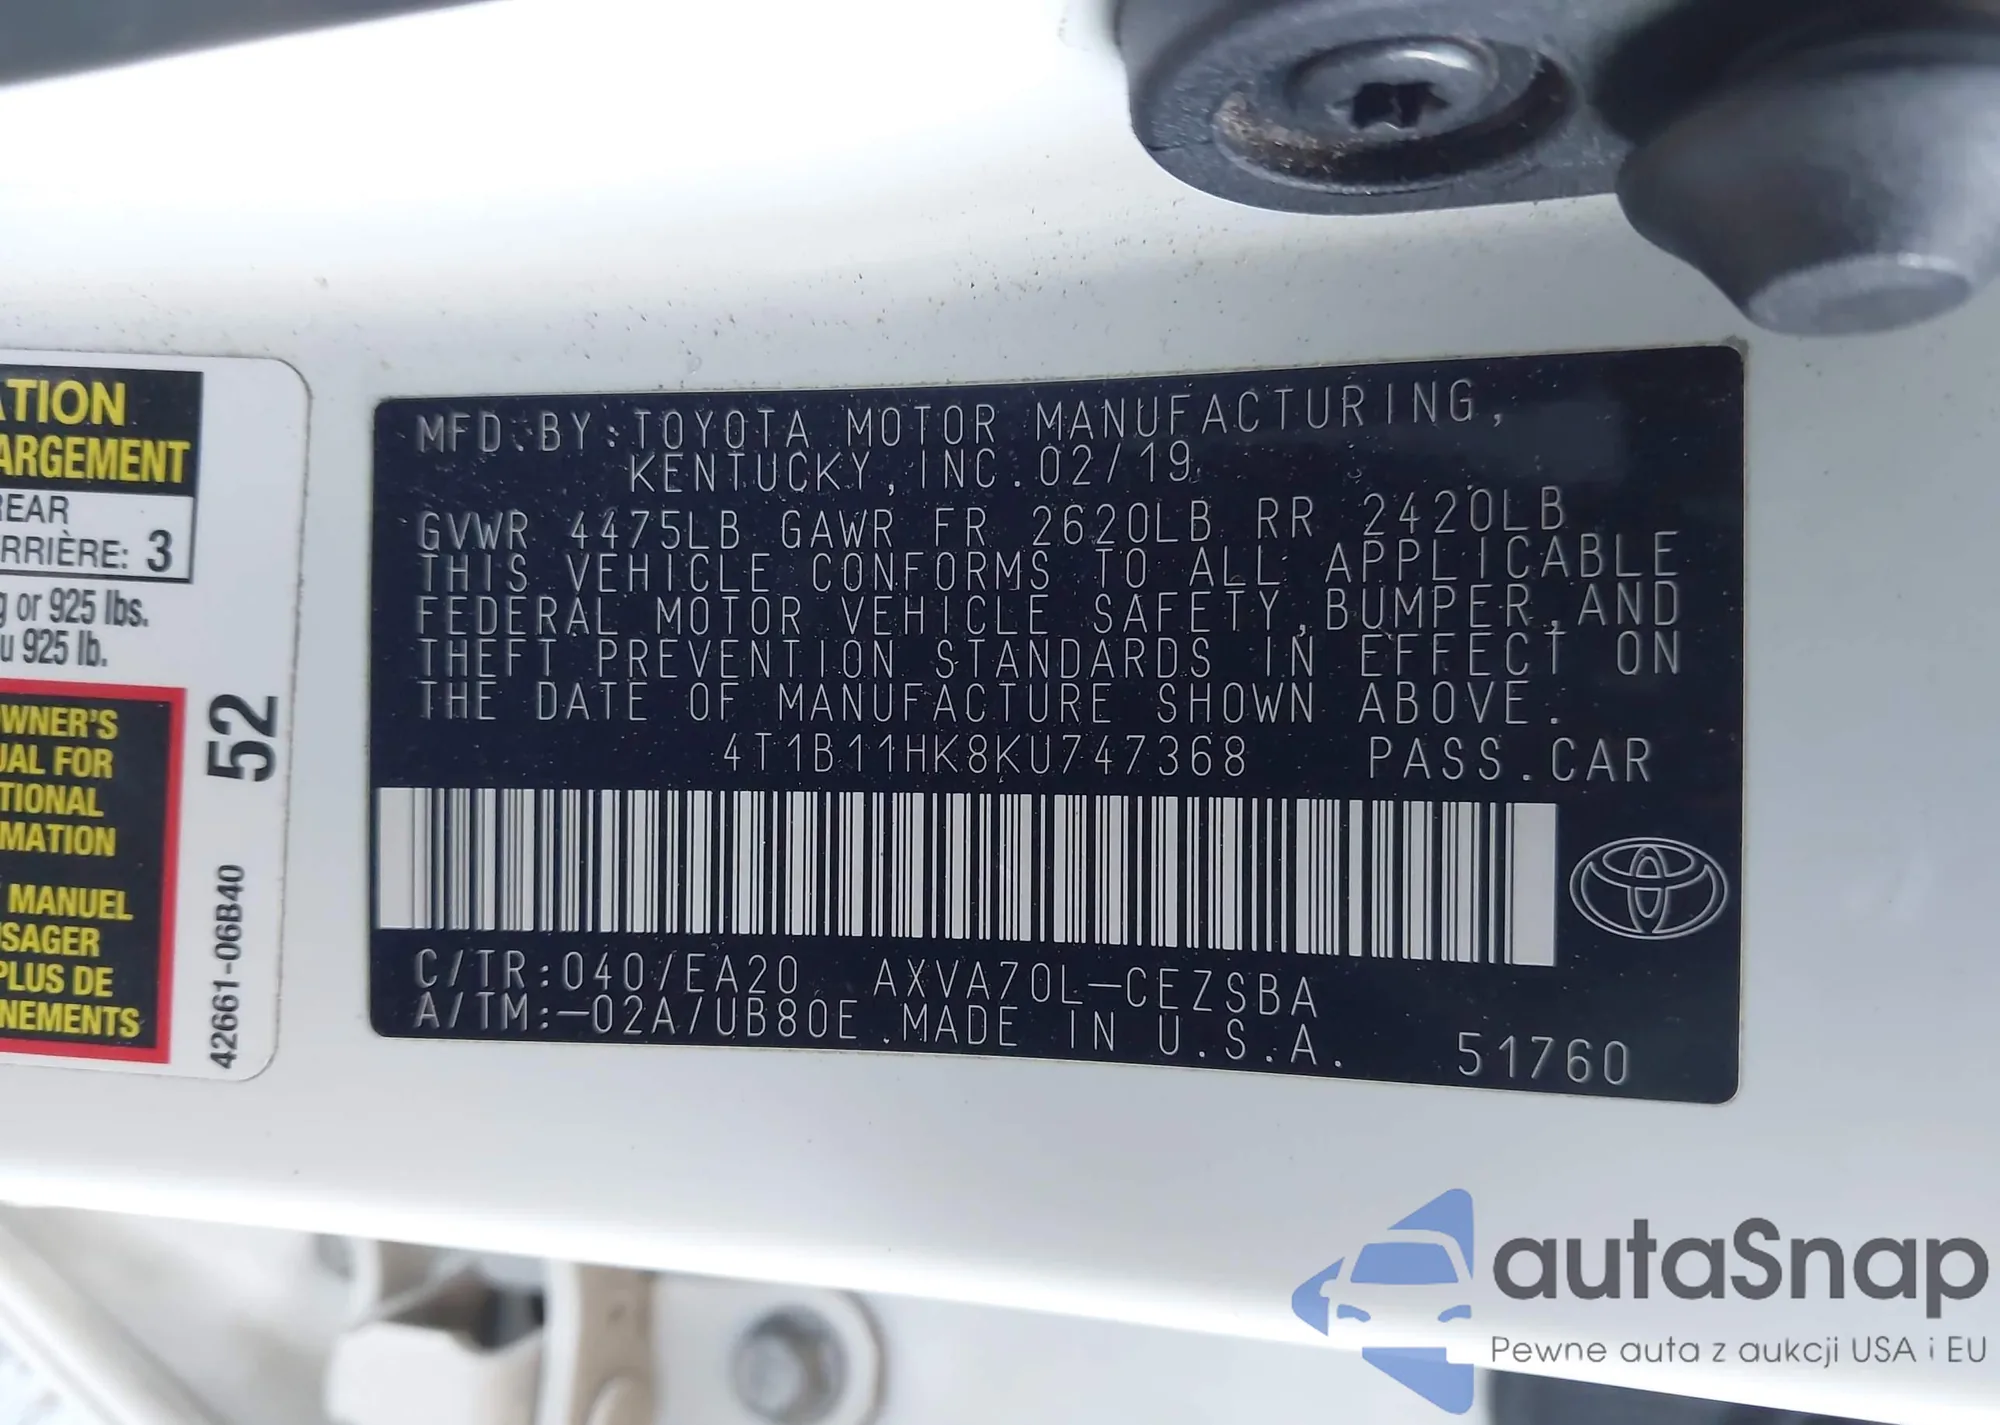 MFD.BY:TOYOTA MOTOR MANUFACTURING,
KENTUCKY,INC.02/19
GVWR 4475LB GAWR FR 2620LB RR 2420LB
THIS VEHICLE CONFORMS TO ALL APPLICABLE
FEDERAL MOTOR VEHICLE SAFETY,BUMPER,AND
THEFT PREVENTION STANDARDS IN EFFECT ON
THE DATE OF MANUFACTURE SHOWN ABOVE.
4T1B11HK8KU747368 PASS.CAR
C/TR:040/EA20 AXVA70L-CEZSBA
A/TM:-02A/UB80E MADE IN U.S.A. 51760
ATION
ARGEMENT
REAR
ARRIÈRE: 3
g or 925 lbs.
u 925 lb.
OWNER'S
UAL FOR
TIONAL
MATION
MANUEL
USAGER
PLUS DE
NEMENTS
52
42661-06B40
autaSnap
Pewne auta z aukcji USA i EU